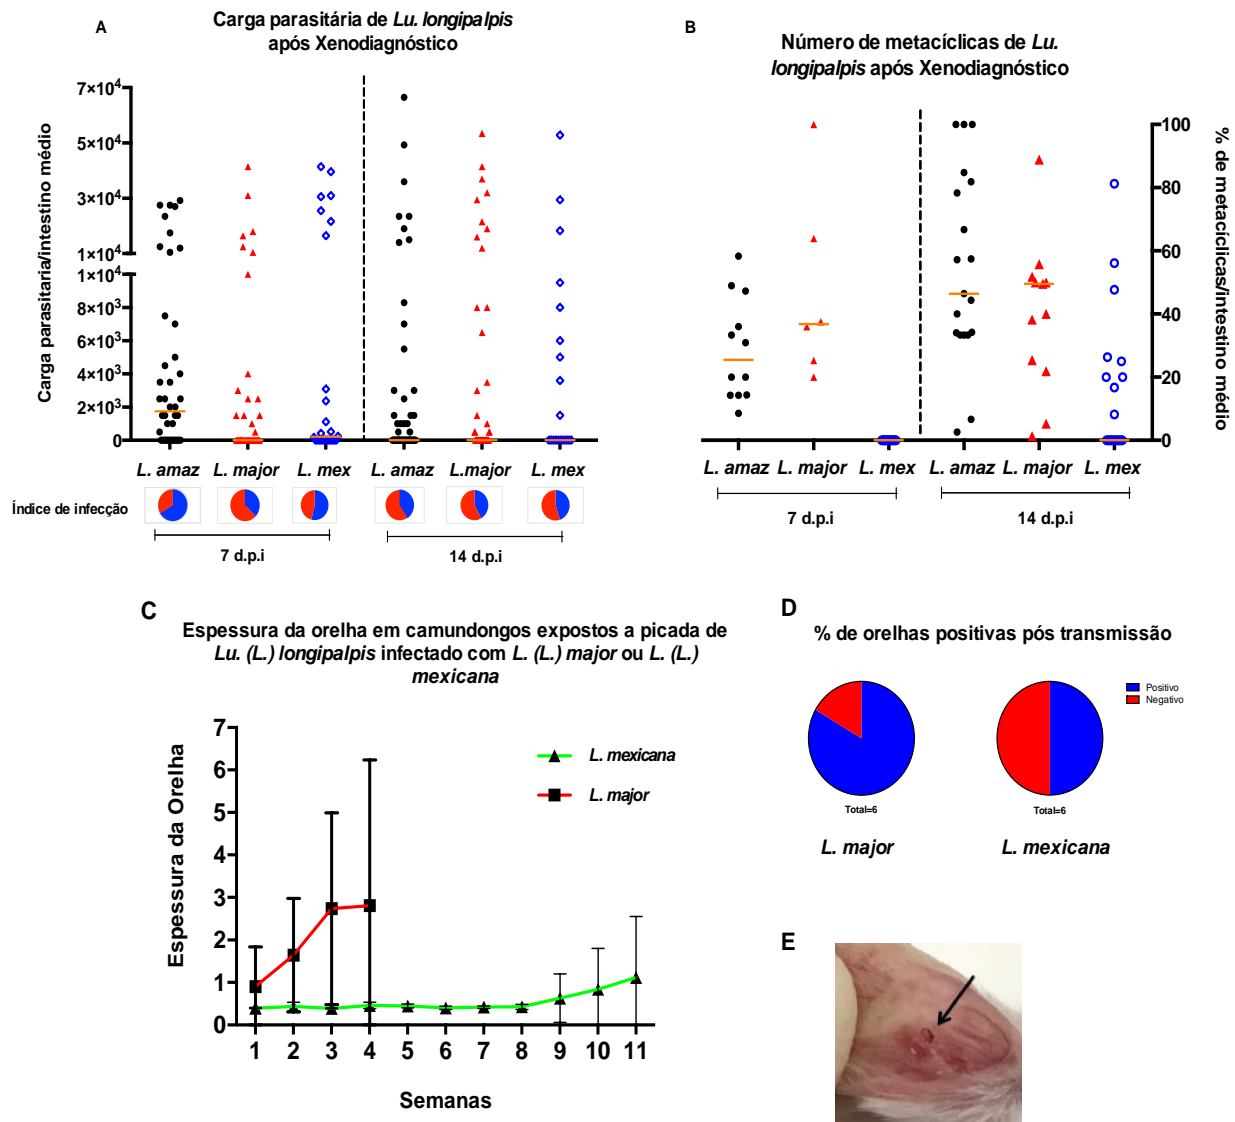 A
Carga parasitária de Lu. longipalpis
após Xenodiagnóstico
Carga parasitaria/intestino médio
7×10⁴
5×10⁴
3×10⁴
1×10⁴
1×10⁴
8×10³
6×10³
4×10³
2×10³
0
L. amaz L. major L. mex L. amaz L.major L. mex
Índice de infecção
7 d.p.i 14 d.p.i
B
Número de metacíclicas de Lu.
longipalpis após Xenodiagnóstico
100
80
60
40
20
0
% de metacíclicas/intestino médio
L. amaz L. major L. mex L. amaz L. major L. mex
7 d.p.i 14 d.p.i
C
Espessura da orelha em camundongos expostos a picada de
Lu. (L.) longipalpis infectado com L. (L.) major ou L. (L.)
mexicana
Espessura da Orelha
7
6
5
4
3
2
1
0
L. mexicana
L. major
1 2 3 4 5 6 7 8 9 10 11
Semanas
D
% de orelhas positivas pós transmissão
Positivo
Negativo
Total=6 Total=6
L. major L. mexicana
E